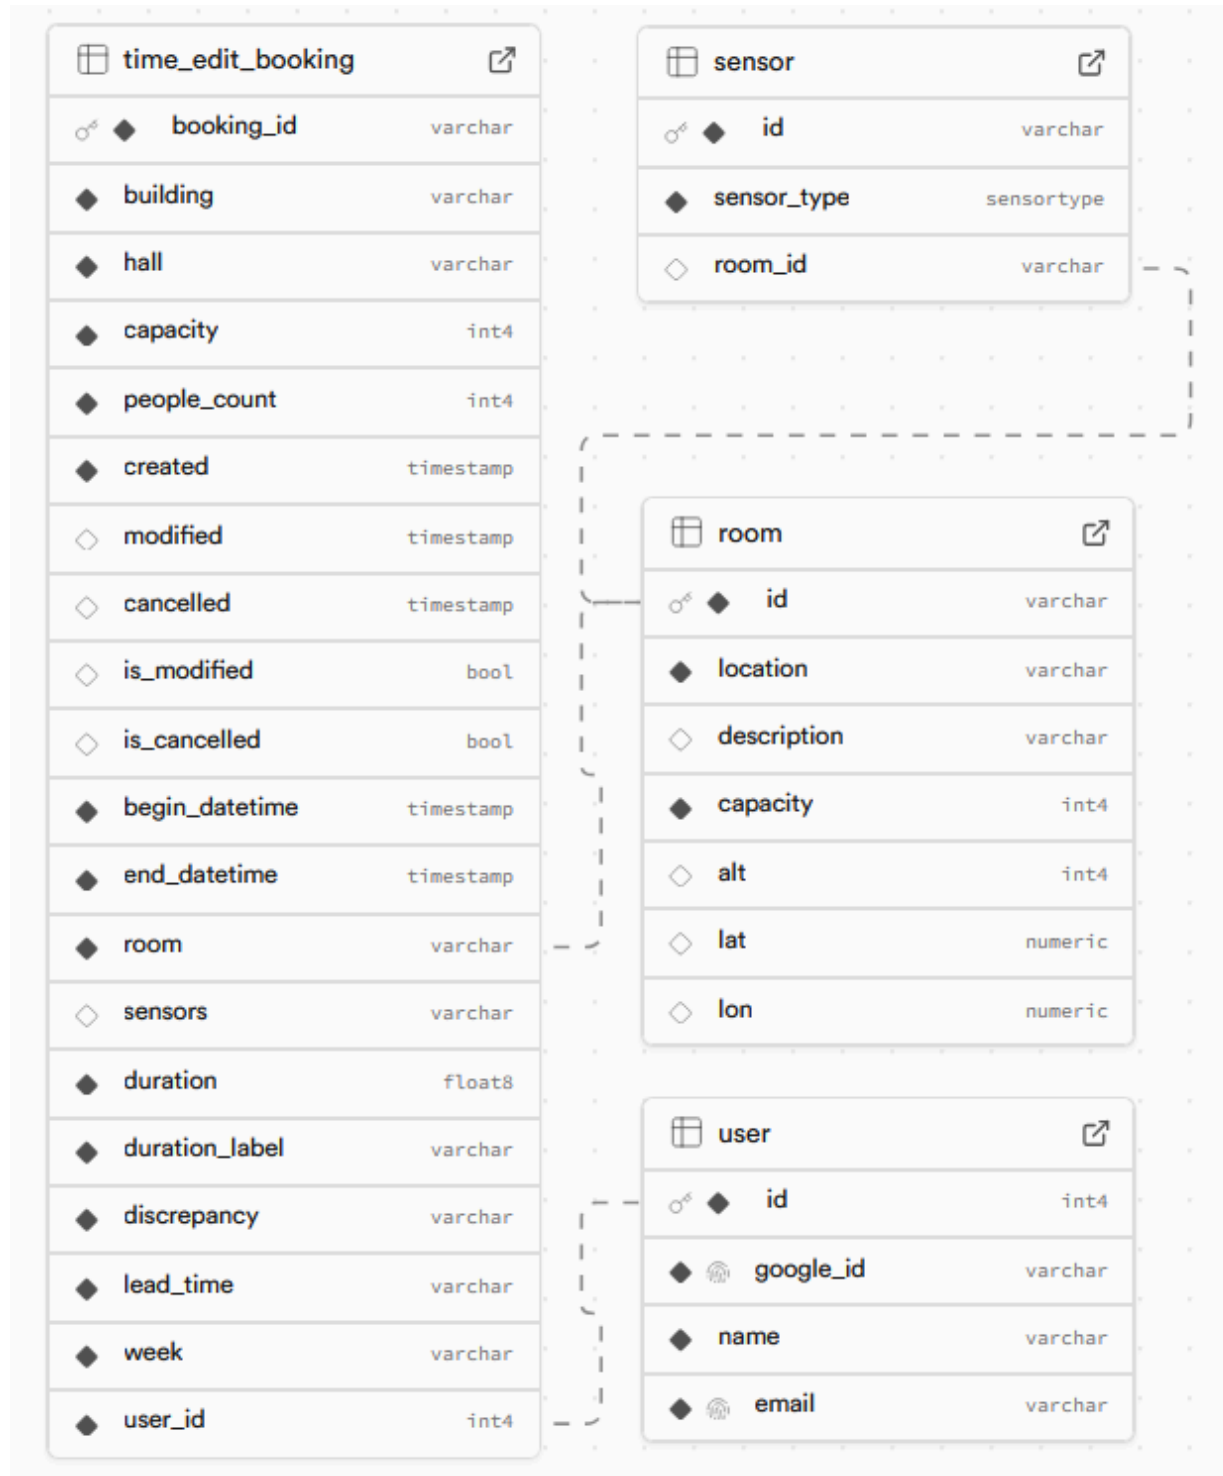 time_edit_booking
booking_id varchar
building varchar
hall varchar
capacity int4
people_count int4
created timestamp
modified timestamp
cancelled timestamp
is_modified bool
is_cancelled bool
begin_datetime timestamp
end_datetime timestamp
room varchar
sensors varchar
duration float8
duration_label varchar
discrepancy varchar
lead_time varchar
week varchar
user_id int4
sensor
id varchar
sensor_type sensortype
room_id varchar
room
id varchar
location varchar
description varchar
capacity int4
alt int4
lat numeric
lon numeric
user
id int4
google_id varchar
name varchar
email varchar